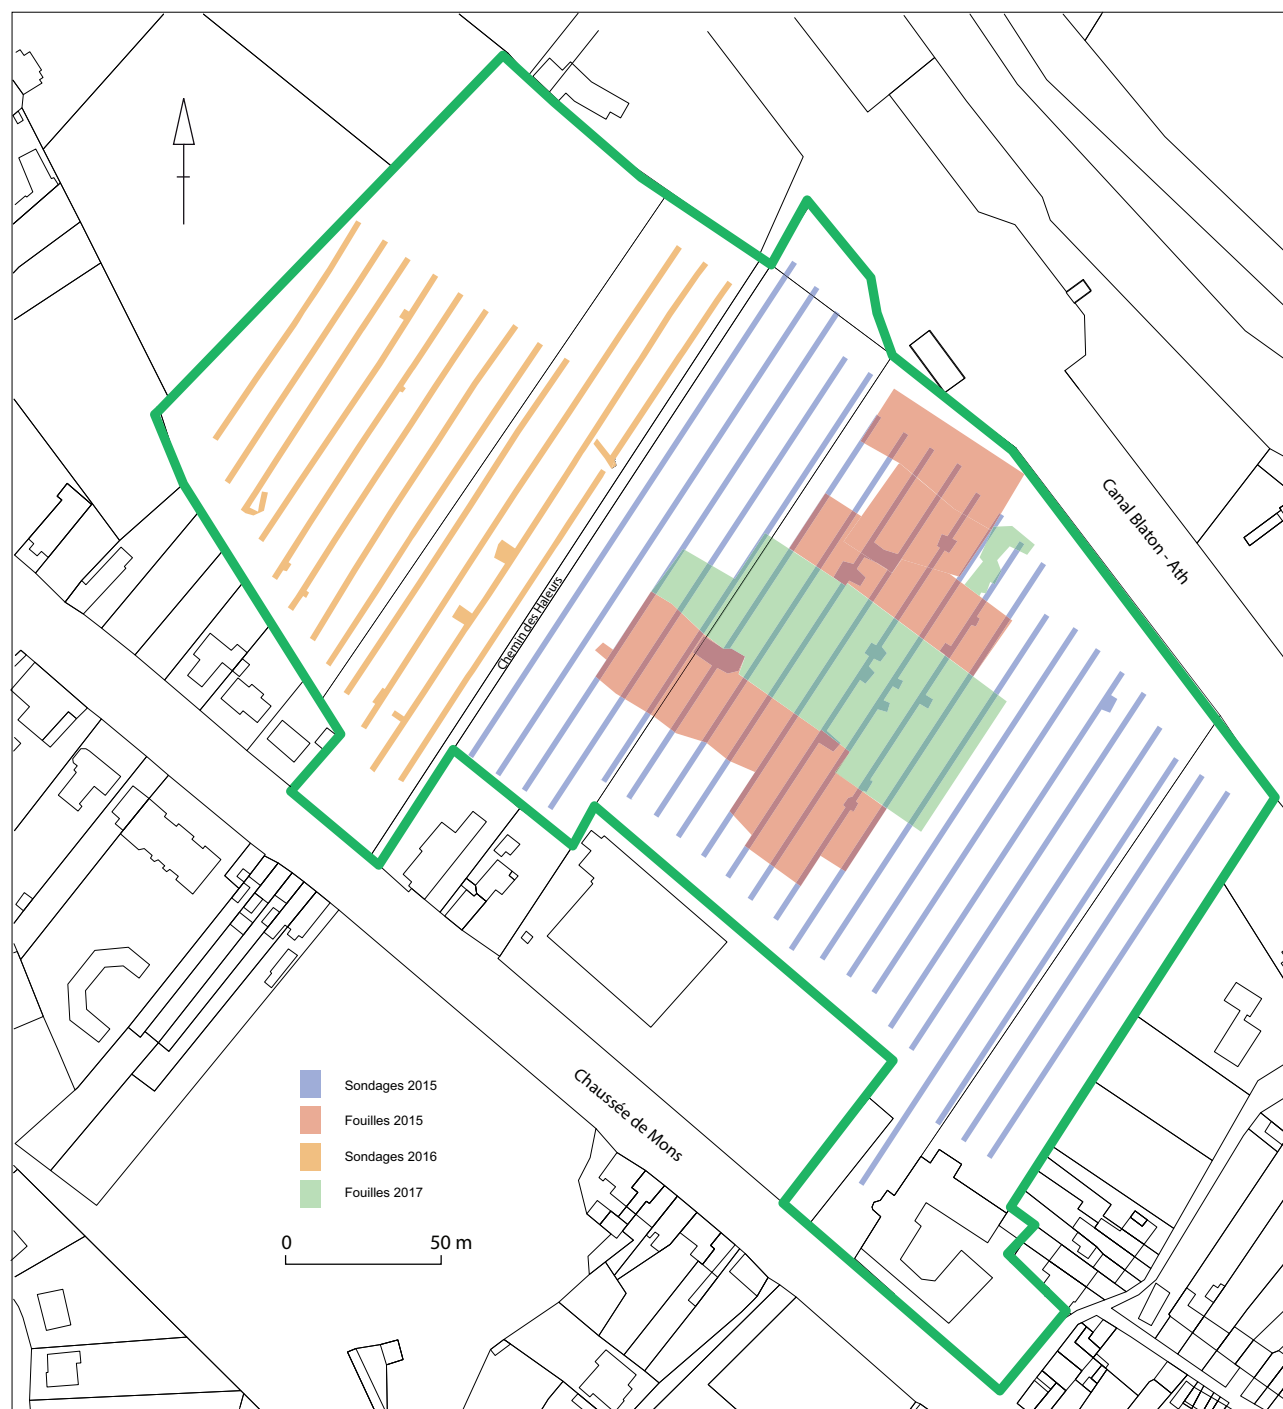 Canal Blaton - Ath
Chemin des Haleurs
Chaussée de Mons
Sondages 2015
Fouilles 2015
Sondages 2016
Fouilles 2017
0 50 m